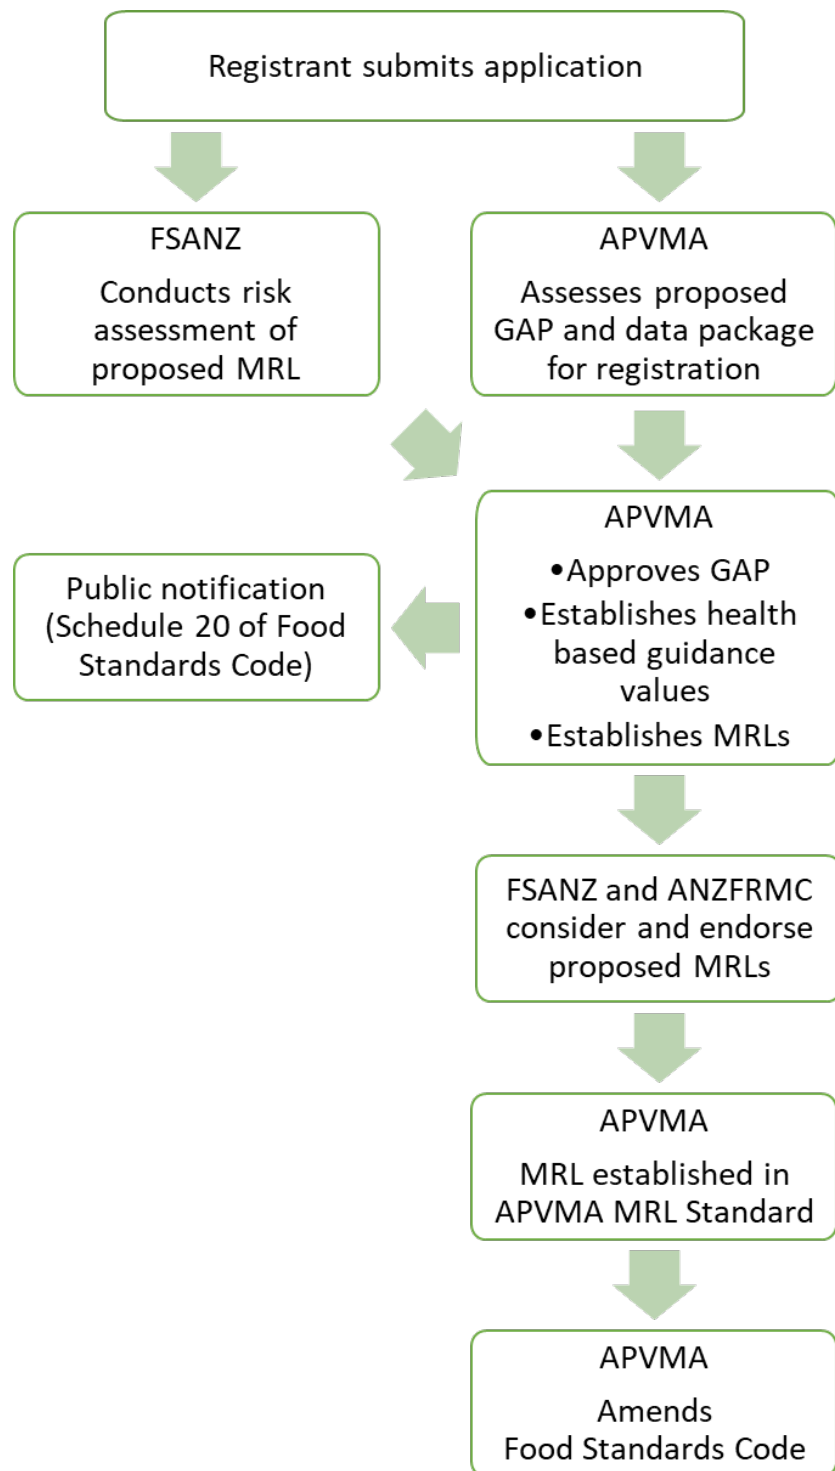 Registrant submits application
FSANZ
Conducts risk
assessment of
proposed MRL
APVMA
Assesses proposed
GAP and data package
for registration
APVMA
•Approves GAP
•Establishes health
based guidance
values
•Establishes MRLs
Public notification
(Schedule 20 of Food
Standards Code)
FSANZ and ANZFRMC
consider and endorse
proposed MRLs
APVMA
MRL established in
APVMA MRL Standard
APVMA
Amends
Food Standards Code